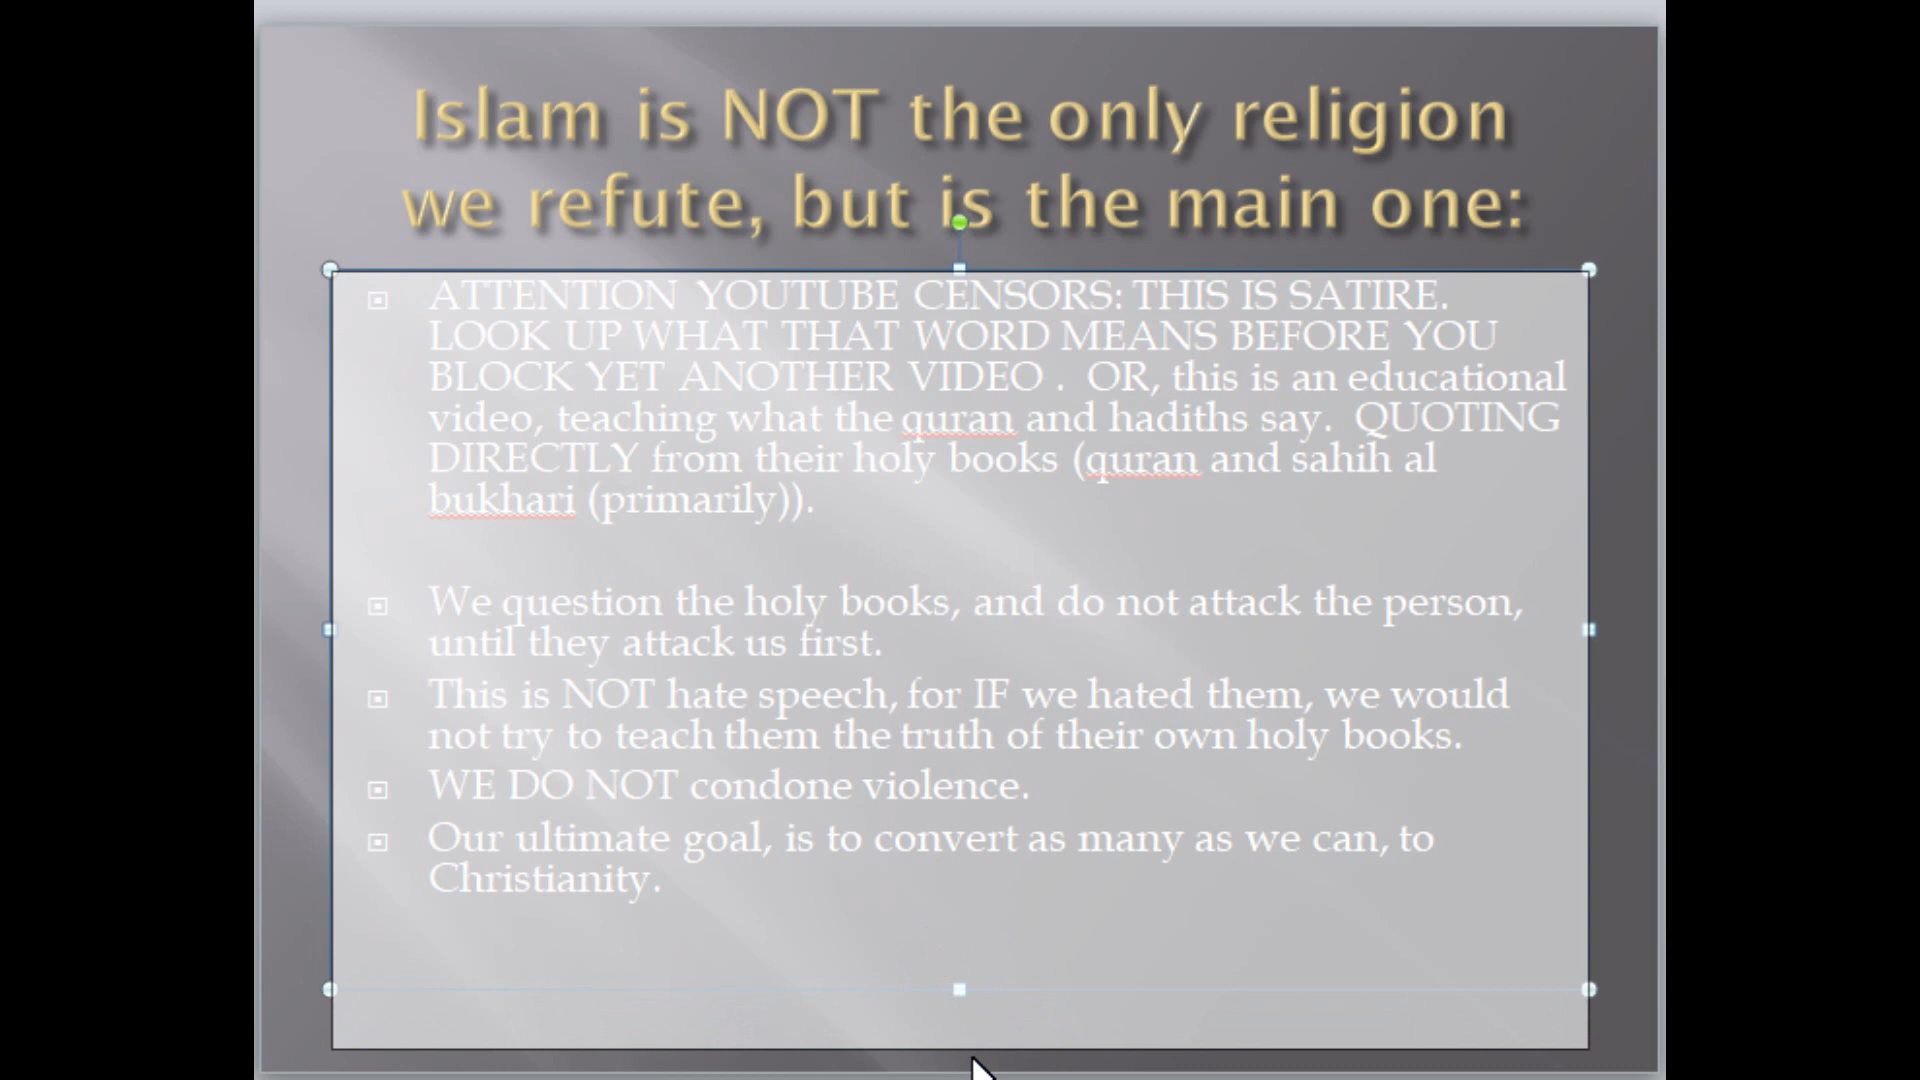 Islam is NOT the only religion
we refute, but is the main one:
ATTENTION YOUTUBE CENSORS: THIS IS SATIRE.
LOOK UP WHAT THAT WORD MEANS BEFORE YOU
BLOCK YET ANOTHER VIDEO . OR, this is an educational
video, teaching what the quran and hadiths say. QUOTING
DIRECTLY from their holy books (quran and sahih al
bukhari (primarily)).
We question the holy books, and do not attack the person,
until they attack us first.
This is NOT hate speech, for IF we hated them, we would
not try to teach them the truth of their own holy books.
WE DO NOT condone violence.
Our ultimate goal, is to convert as many as we can, to
Christianity.